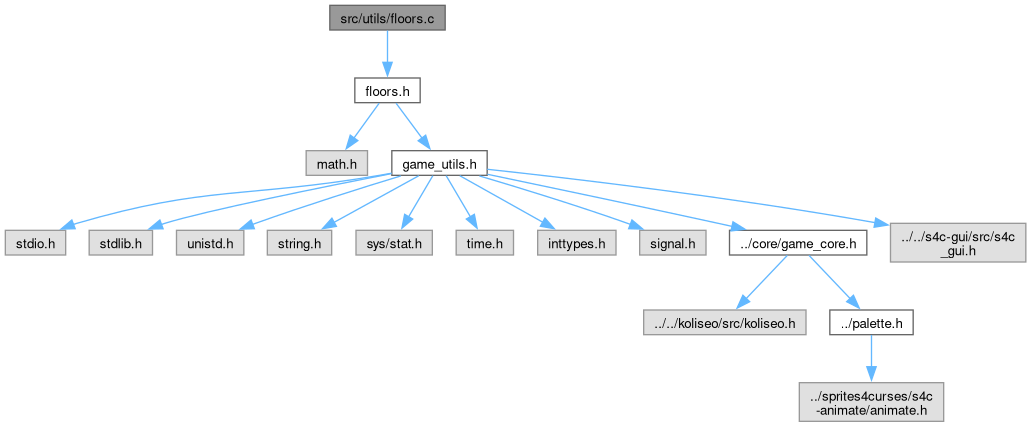 src/utils/floors.c
floors.h
math.h
game_utils.h
stdio.h
stdlib.h
unistd.h
string.h
sys/stat.h
time.h
inttypes.h
signal.h
../core/game_core.h
../../s4c-gui/src/s4c
_gui.h
../../koliseo/src/koliseo.h
../palette.h
../sprites4curses/s4c
-animate/animate.h